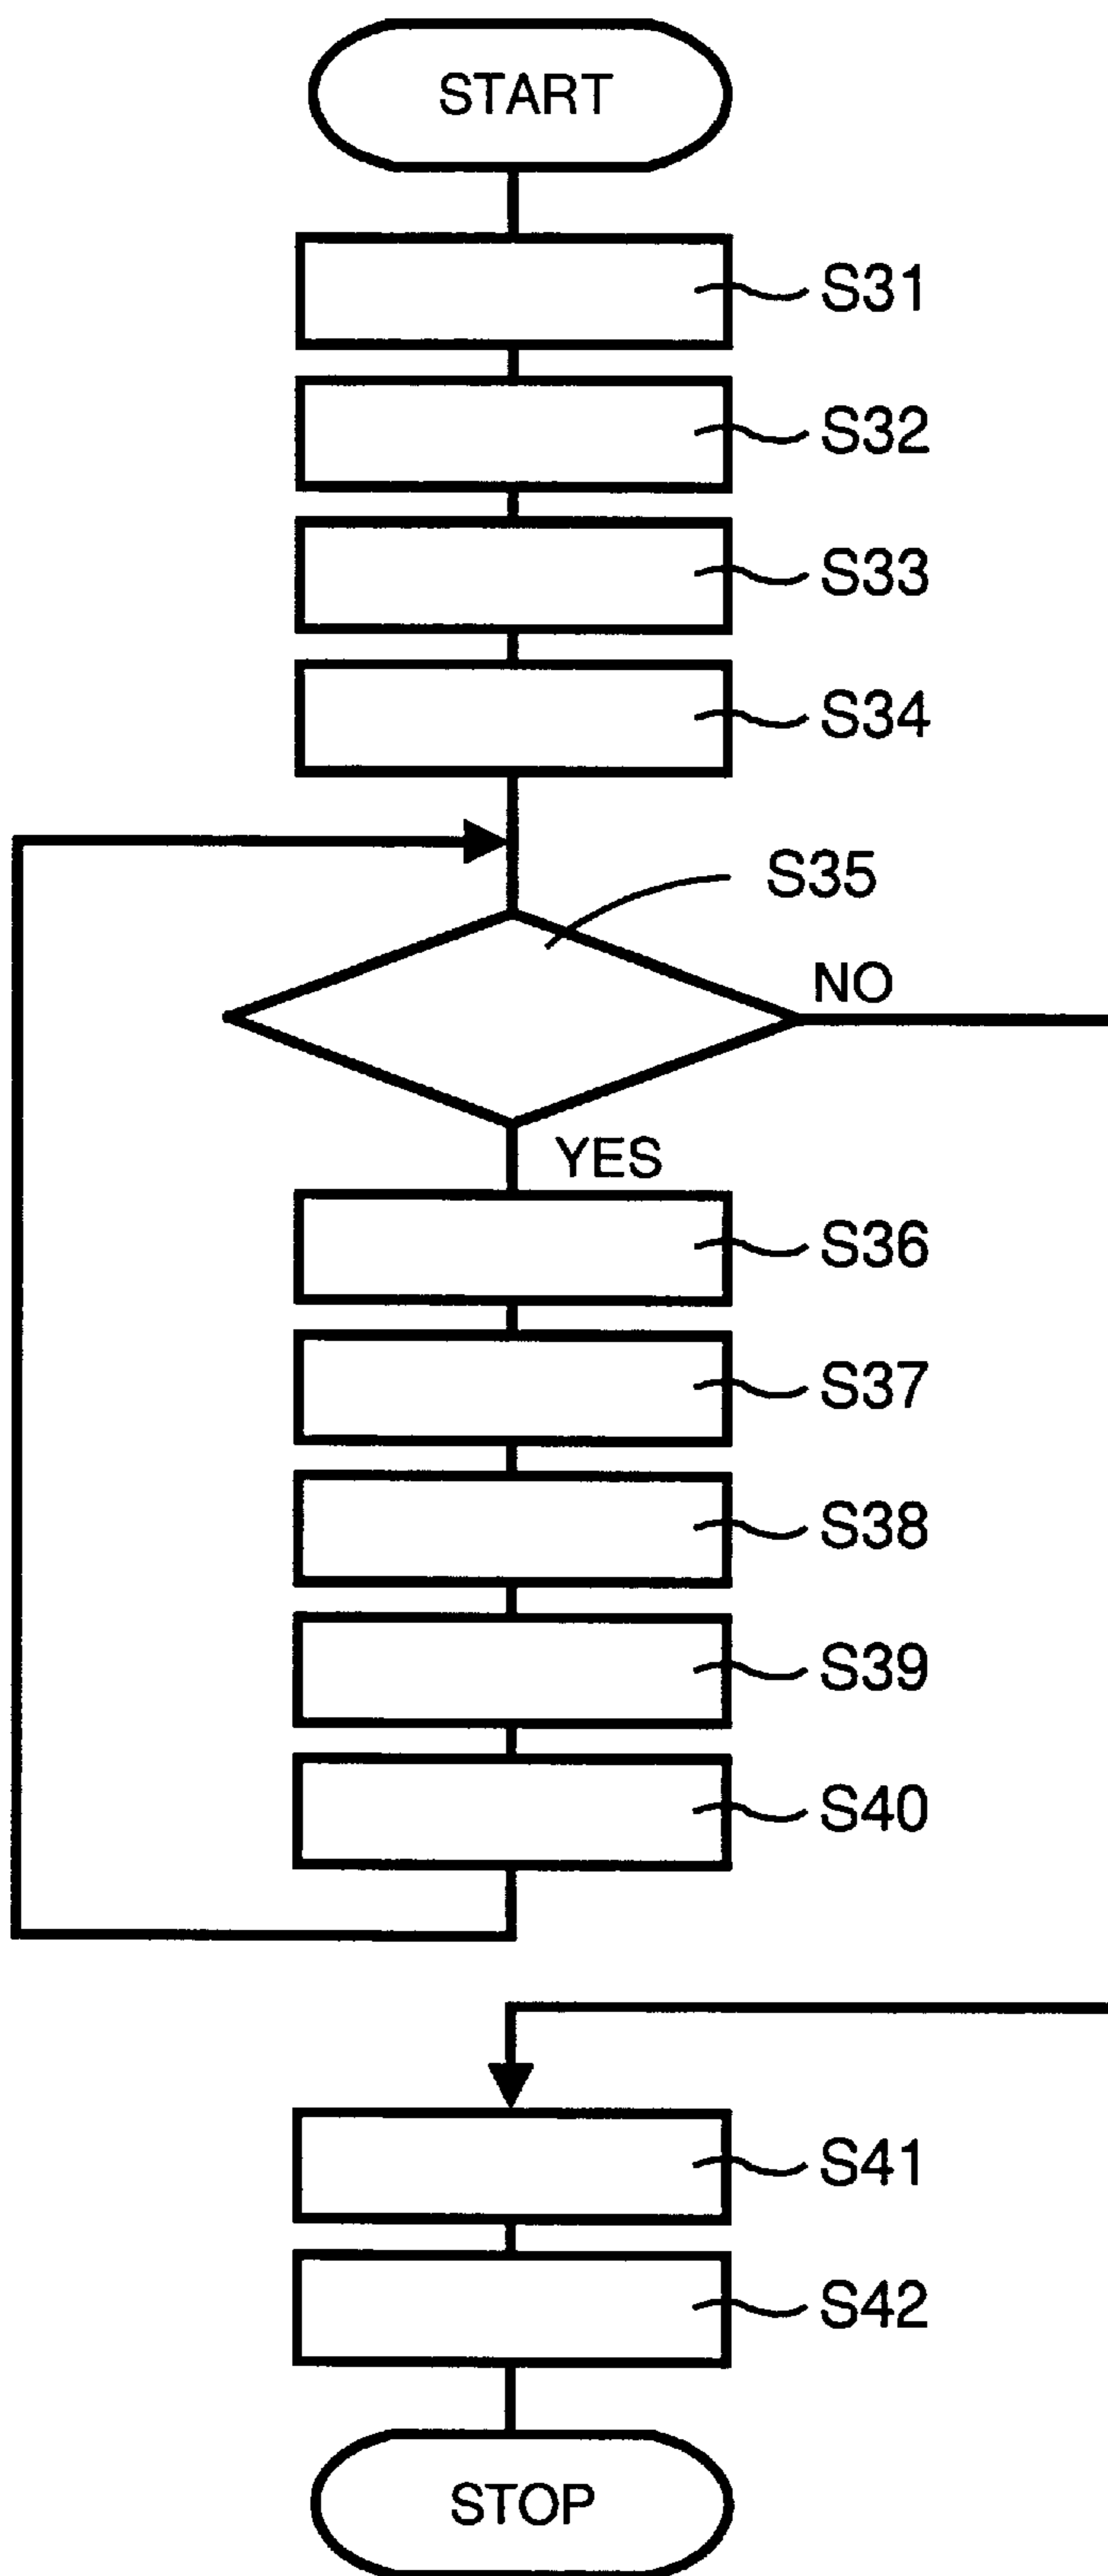 START
S31
S32
S33
S34
S35
NO
YES
S36
S37
S38
S39
S40
S41
S42
STOP